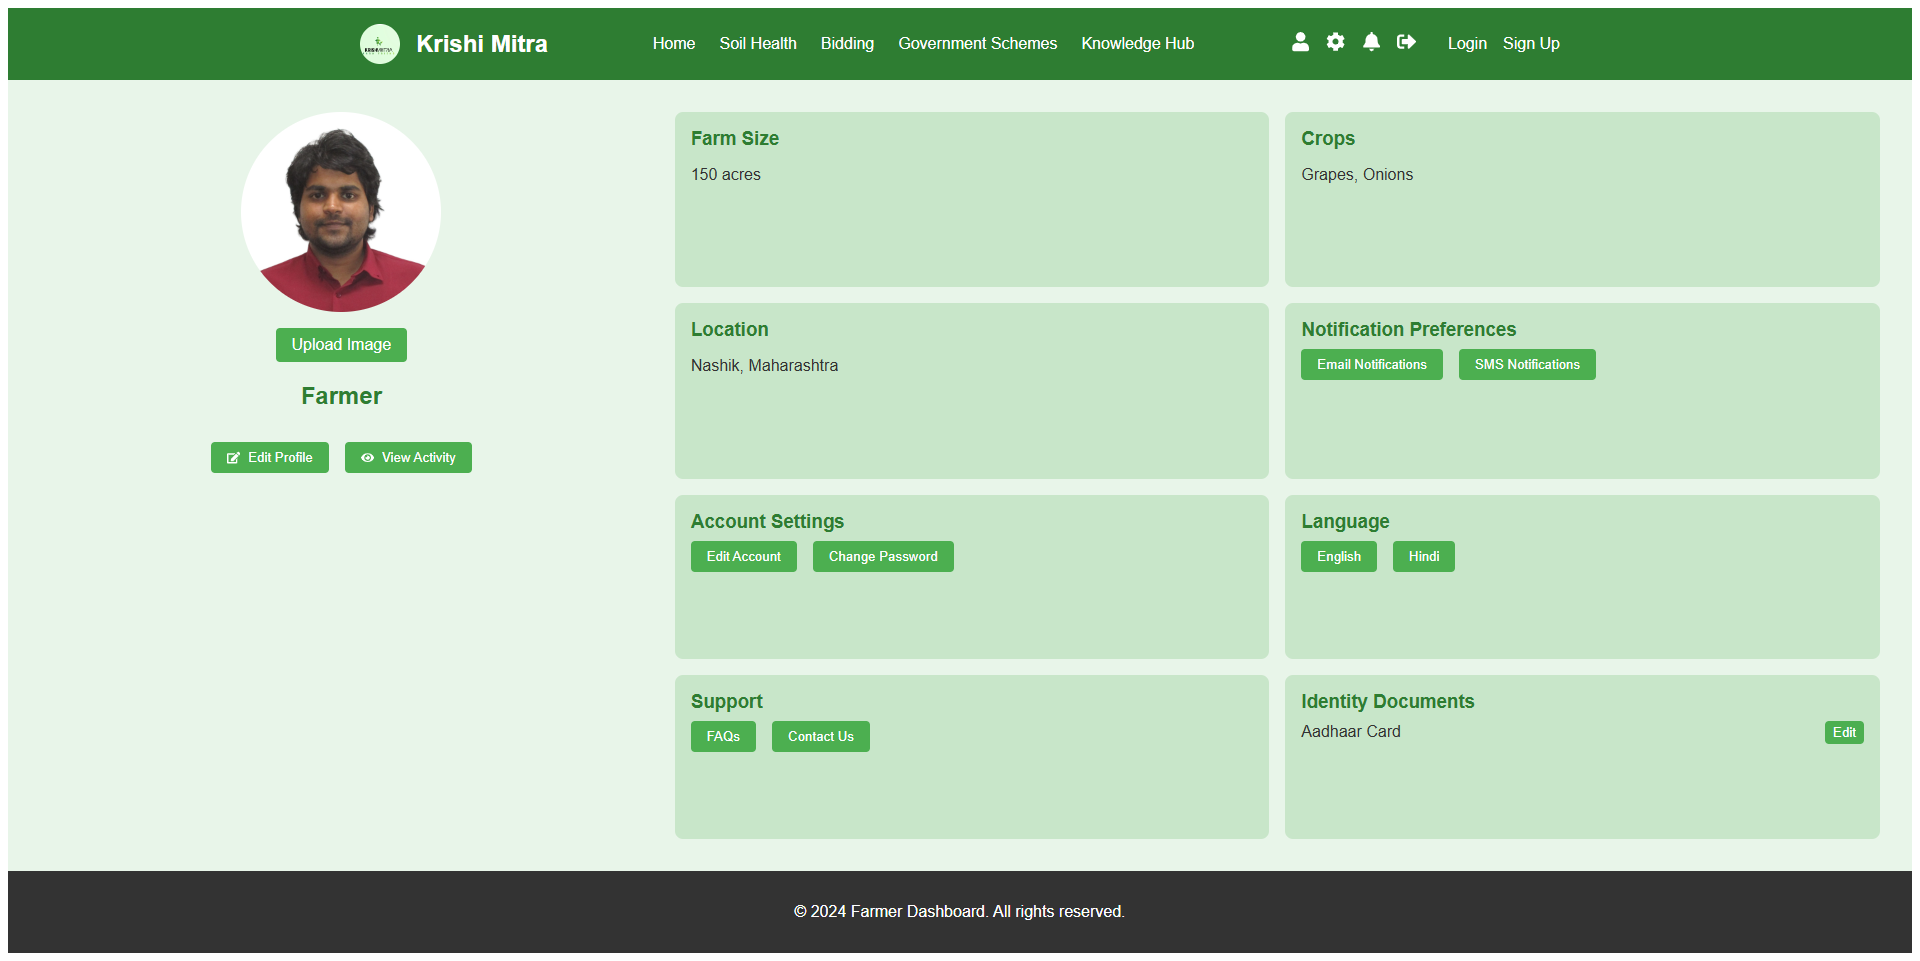 KRISHIMITRA
Krishi Mitra
Home
Soil Health
Bidding
Government Schemes
Knowledge Hub
Login
Sign Up
Upload Image
Farmer
Edit Profile
View Activity
Farm Size
150 acres
Crops
Grapes, Onions
Location
Nashik, Maharashtra
Notification Preferences
Email Notifications
SMS Notifications
Account Settings
Edit Account
Change Password
Language
English
Hindi
Support
FAQs
Contact Us
Identity Documents
Aadhaar Card
Edit
© 2024 Farmer Dashboard. All rights reserved.